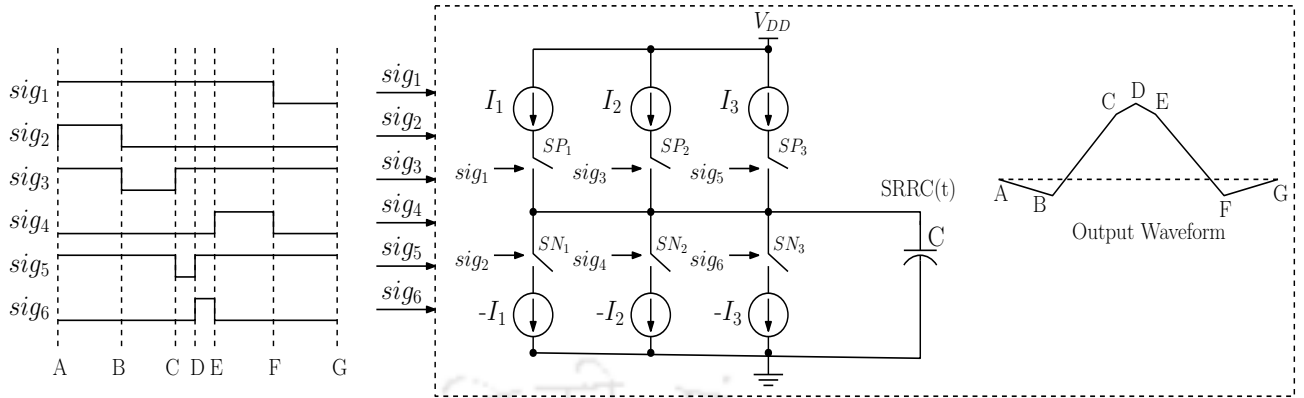 sig1
sig2
sig3
sig4
sig5
sig6
A B C D E F G
sig1
sig2
sig3
sig4
sig5
sig6
VDD
I1 I2 I3
SP1 SP2 SP3
sig1 sig3 sig5
SRRC(t)
SN1 SN2 SN3
sig2 sig4 sig6
C
-I1 -I2 -I3
A B C D E F G
Output Waveform